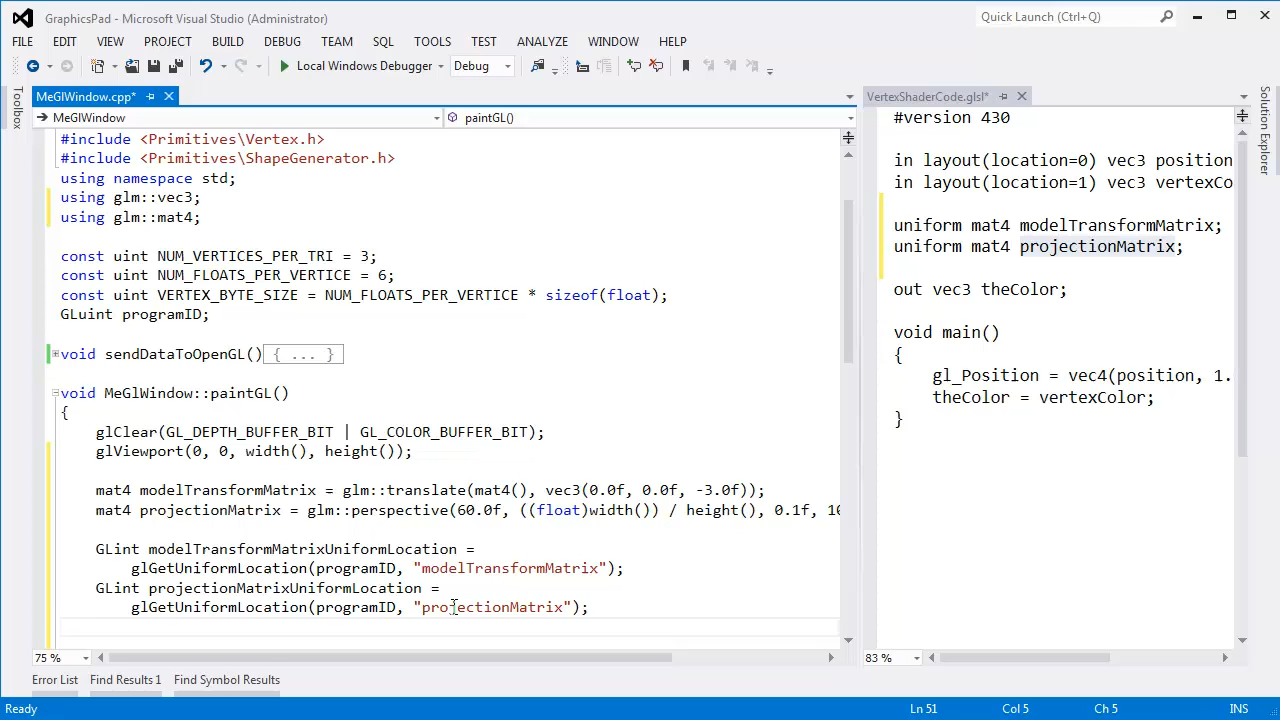 GraphicsPad - Microsoft Visual Studio (Administrator)
Quick Launch (Ctrl+Q)
FILE EDIT VIEW PROJECT BUILD DEBUG TEAM SQL TOOLS TEST ANALYZE WINDOW HELP
Local Windows Debugger Debug
Toolbox
MeGlWindow.cpp*
MeGlWindow paintGL()
#include <Primitives\Vertex.h>
#include <Primitives\ShapeGenerator.h>
using namespace std;
using glm::vec3;
using glm::mat4;
const uint NUM_VERTICES_PER_TRI = 3;
const uint NUM_FLOATS_PER_VERTICE = 6;
const uint VERTEX_BYTE_SIZE = NUM_FLOATS_PER_VERTICE * sizeof(float);
GLuint programID;
void sendDataToOpenGL(){ ... }
void MeGlWindow::paintGL()
{
glClear(GL_DEPTH_BUFFER_BIT | GL_COLOR_BUFFER_BIT);
glViewport(0, 0, width(), height());
mat4 modelTransformMatrix = glm::translate(mat4(), vec3(0.0f, 0.0f, -3.0f));
mat4 projectionMatrix = glm::perspective(60.0f, ((float)width()) / height(), 0.1f, 10
GLint modelTransformMatrixUniformLocation =
glGetUniformLocation(programID, "modelTransformMatrix");
GLint projectionMatrixUniformLocation =
glGetUniformLocation(programID, "projectionMatrix");
75 %
VertexShaderCode.glsl*
#version 430
in layout(location=0) vec3 position
in layout(location=1) vec3 vertexCo
uniform mat4 modelTransformMatrix;
uniform mat4 projectionMatrix;
out vec3 theColor;
void main()
{
gl_Position = vec4(position, 1.
theColor = vertexColor;
}
83 %
Solution Explorer
Error List Find Results 1 Find Symbol Results
Ready Ln 51 Col 5 Ch 5 INS